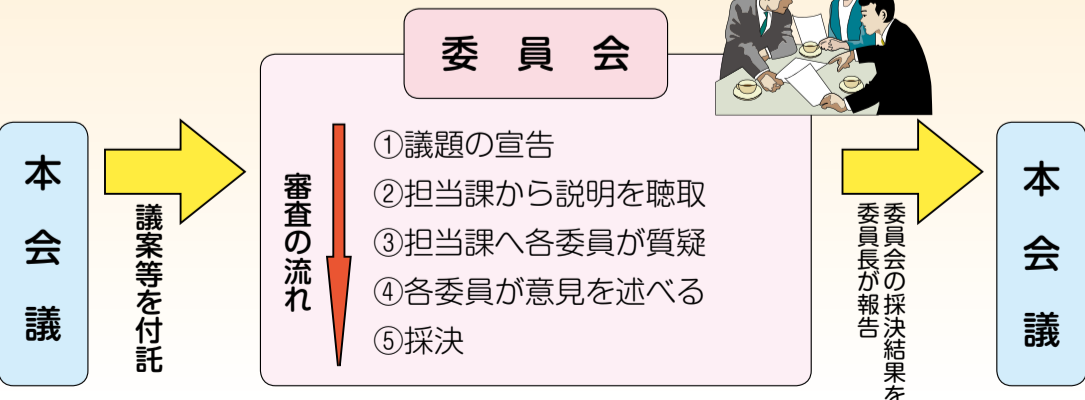 委員会
本会議
議案等を付託
審査の流れ
①議題の宣告
②担当課から説明を聴取
③担当課へ各委員が質疑
④各委員が意見を述べる
⑤採決
委員会の採決結果を
委員長が報告
本会議